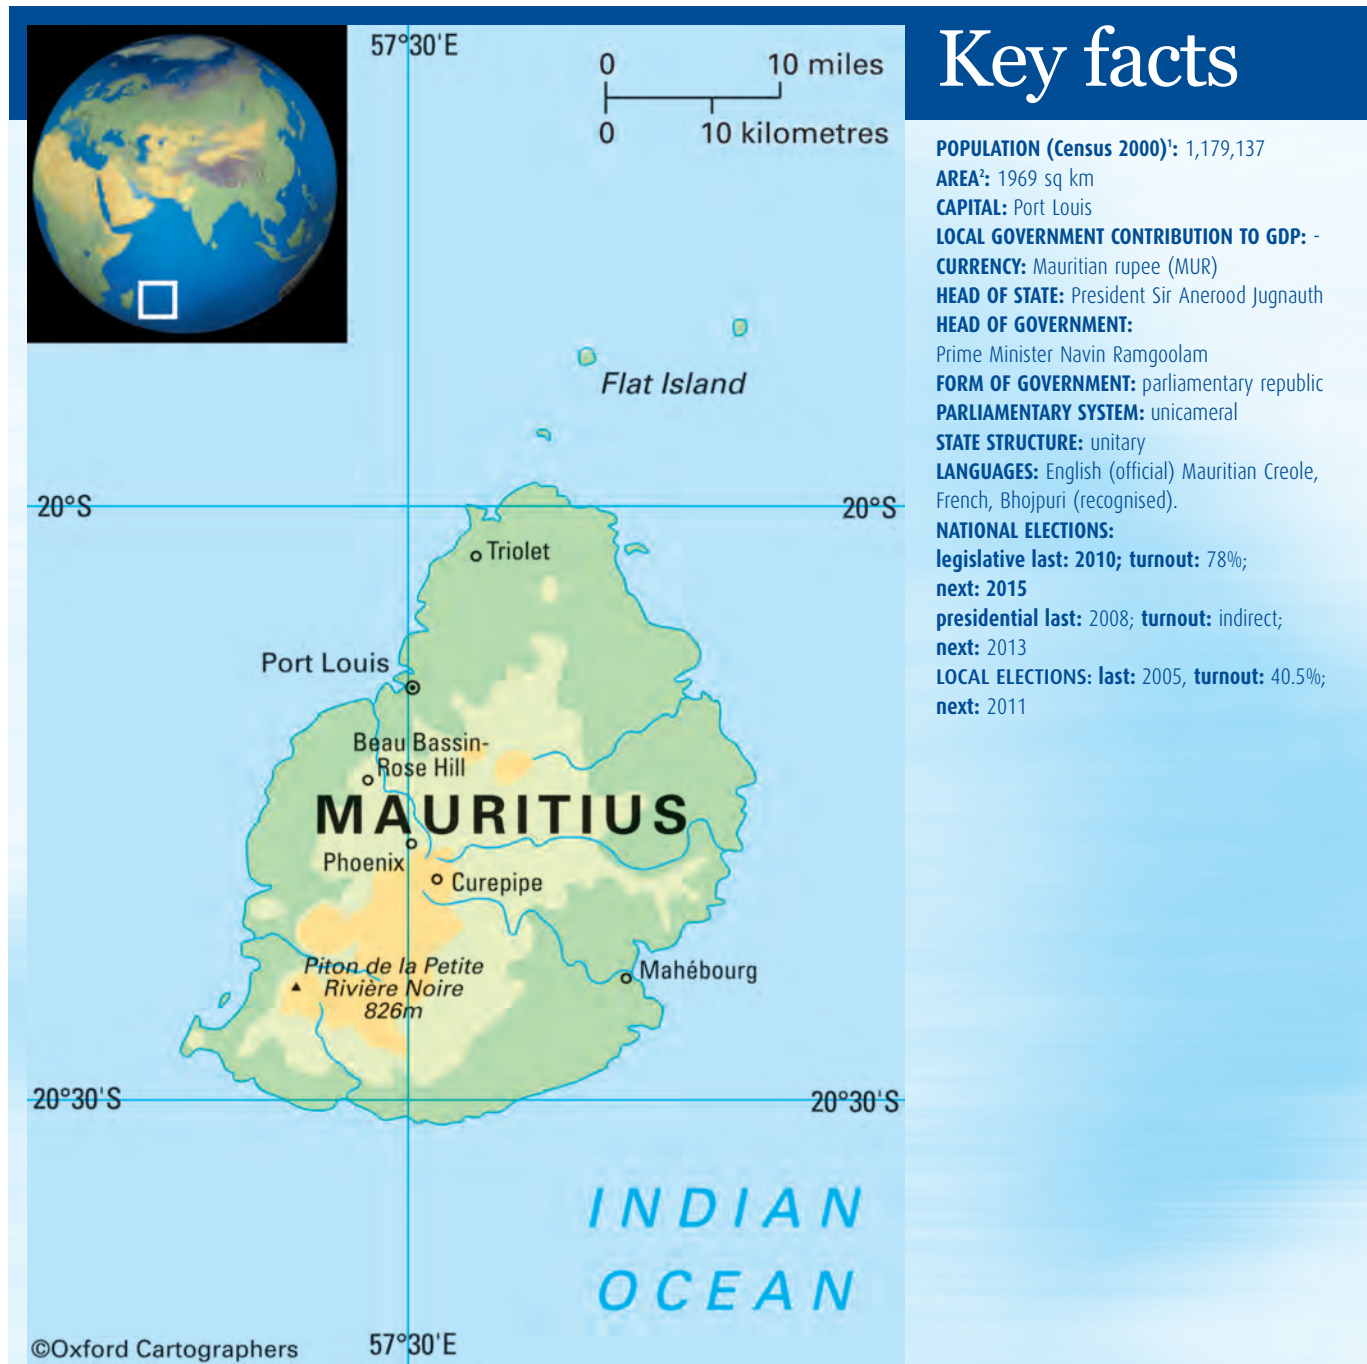 57°30'E
0 10 miles
0 10 kilometres
Flat Island
20°S 20°S
Triolet
Port Louis
Beau Bassin-
Rose Hill
MAURITIUS
Phoenix
Curepipe
Piton de la Petite
Rivière Noire
826m
Mahébourg
20°30'S 20°30'S
INDIAN
OCEAN
©Oxford Cartographers
57°30'E
Key facts
POPULATION (Census 2000)¹: 1,179,137
AREA²: 1969 sq km
CAPITAL: Port Louis
LOCAL GOVERNMENT CONTRIBUTION TO GDP: -
CURRENCY: Mauritian rupee (MUR)
HEAD OF STATE: President Sir Anerood Jugnauth
HEAD OF GOVERNMENT:
Prime Minister Navin Ramgoolam
FORM OF GOVERNMENT: parliamentary republic
PARLIAMENTARY SYSTEM: unicameral
STATE STRUCTURE: unitary
LANGUAGES: English (official) Mauritian Creole,
French, Bhojpuri (recognised).
NATIONAL ELECTIONS:
legislative last: 2010; turnout: 78%;
next: 2015
presidential last: 2008; turnout: indirect;
next: 2013
LOCAL ELECTIONS: last: 2005, turnout: 40.5%;
next: 2011